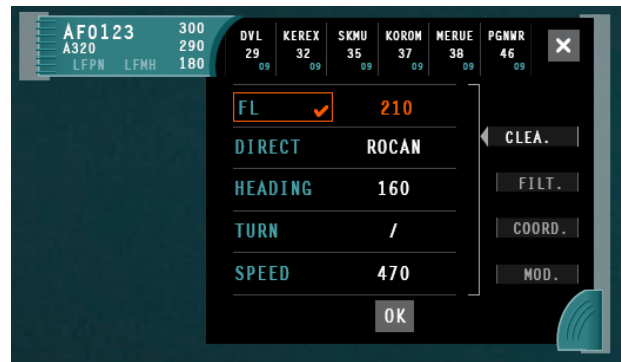 AF0123 300
A320 290
LFPN LFMH 180
DVL KEREX SKMU KOROM MERUE PGNWR
29 32 35 37 38 46
09 09 09 09 09 09
FL 210
DIRECT ROCAN
HEADING 160
TURN /
SPEED 470
OK
CLEA.
FILT.
COORD.
MOD.